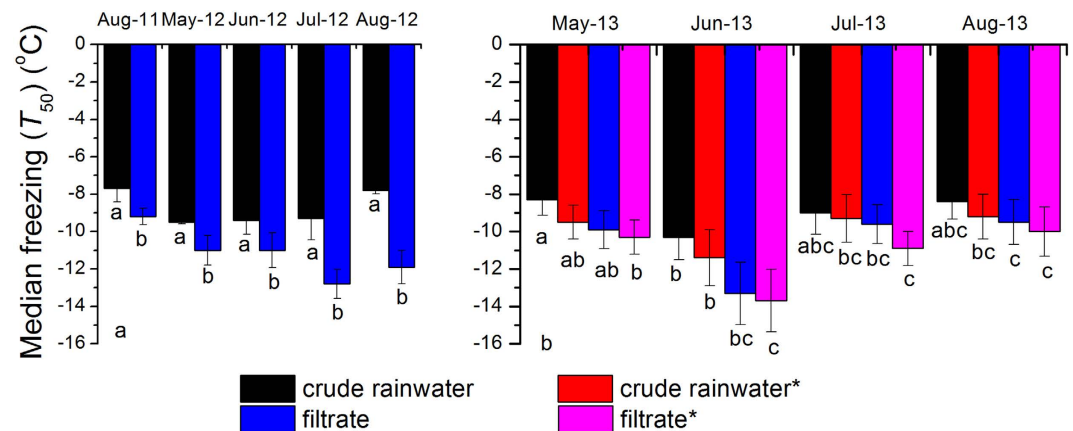 Aug-11 May-12 Jun-12 Jul-12 Aug-12
May-13 Jun-13 Jul-13 Aug-13
Median freezing (T50) (oC)
0
-2
-4
-6
-8
-10
-12
-14
-16
a b a b a b a b a b
a
0
-2
-4
-6
-8
-10
-12
-14
-16
a ab ab b b b bc c abc bc bc c abc bc c c
b
crude rainwater
filtrate
crude rainwater*
filtrate*